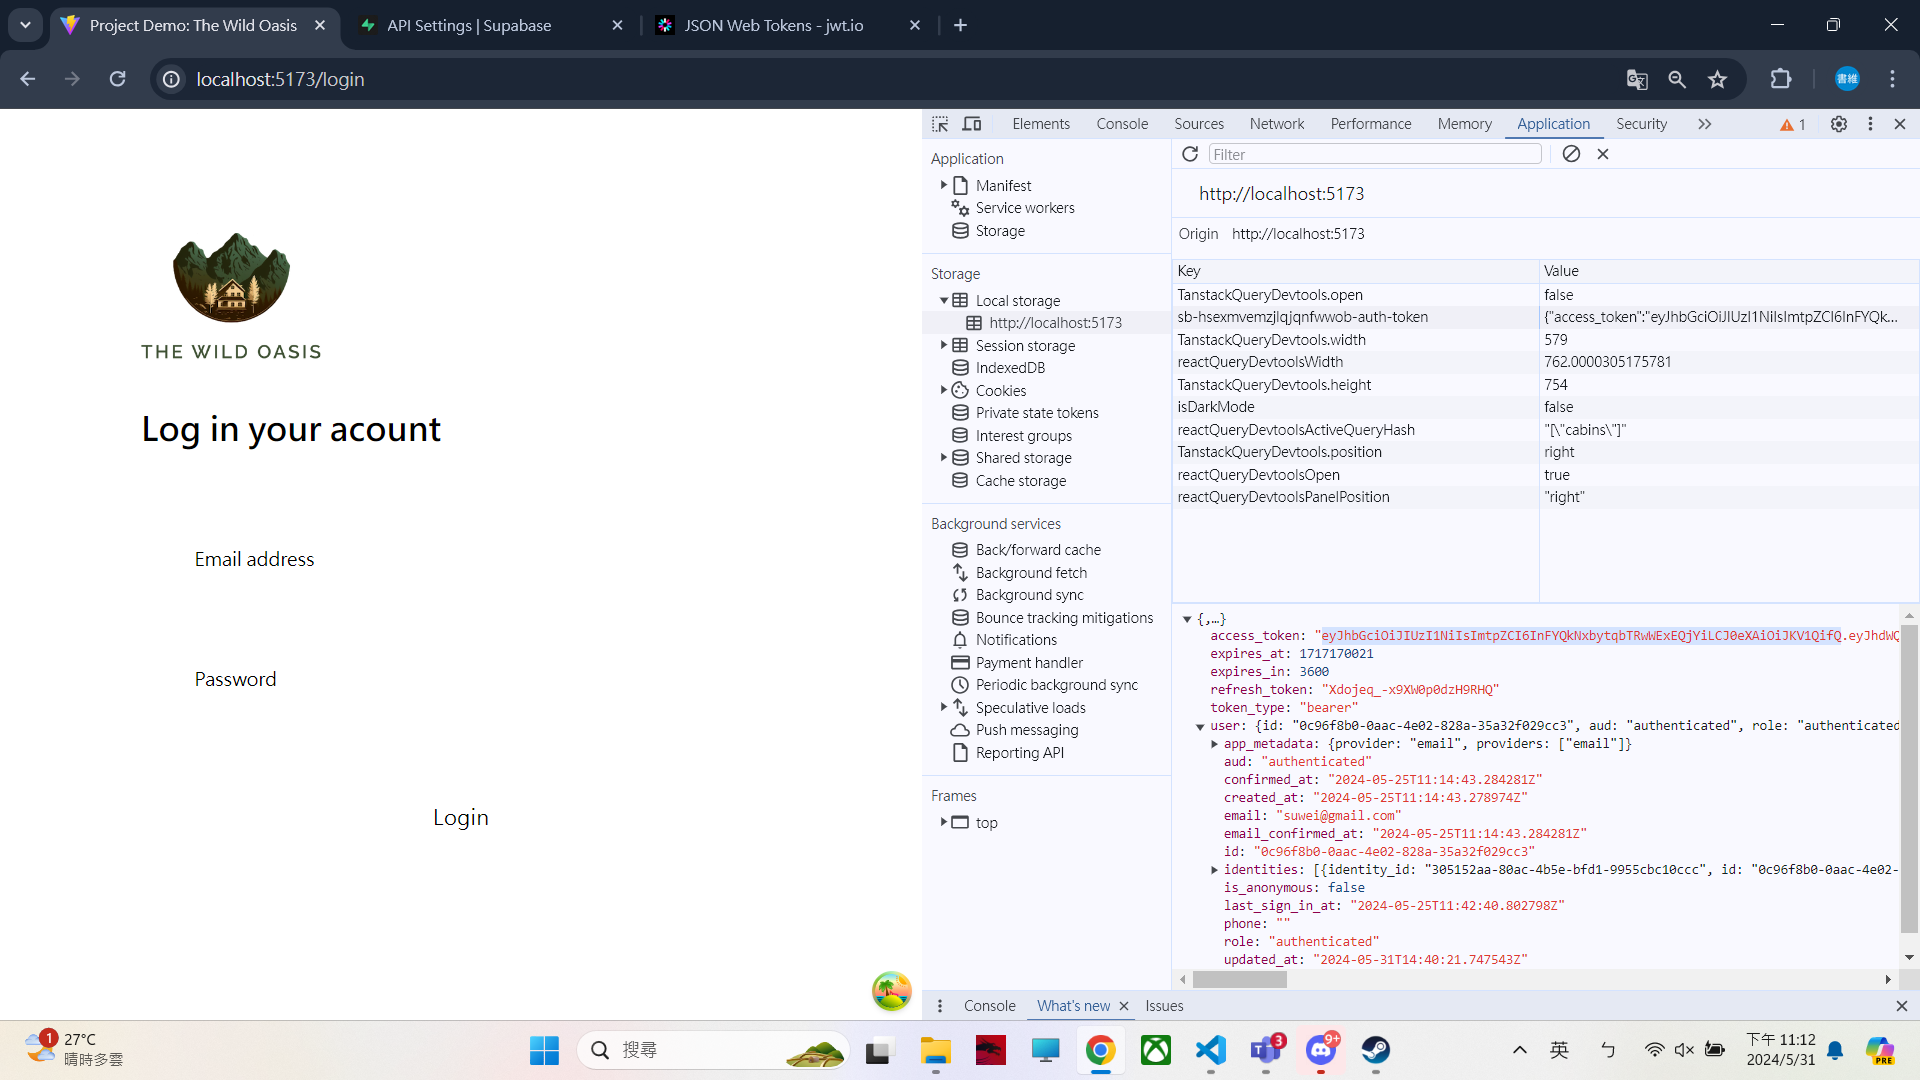 Project Demo: The Wild Oasis
API Settings | Supabase
JSON Web Tokens - jwt.io
localhost:5173/login
書維
THE WILD OASIS
Log in your acount
Email address
Password
Login
Elements Console Sources Network Performance Memory Application Security 1
Application
Manifest
Service workers
Storage
Storage
Local storage
http://localhost:5173
Session storage
IndexedDB
Cookies
Private state tokens
Interest groups
Shared storage
Cache storage
Background services
Back/forward cache
Background fetch
Background sync
Bounce tracking mitigations
Notifications
Payment handler
Periodic background sync
Speculative loads
Push messaging
Reporting API
Frames
top
Filter
http://localhost:5173
Origin http://localhost:5173
Key Value
TanstackQueryDevtools.open false
sb-hsexmvemzjlqjqnfwwob-auth-token {"access_token":"eyJhbGciOiJIUzI1NiIsImtpZCI6InFYQk...
TanstackQueryDevtools.width 579
reactQueryDevtoolsWidth 762.0000305175781
TanstackQueryDevtools.height 754
isDarkMode false
reactQueryDevtoolsActiveQueryHash "[\"cabins\"]"
TanstackQueryDevtools.position right
reactQueryDevtoolsOpen true
reactQueryDevtoolsPanelPosition "right"
{,…}
access_token: "eyJhbGciOiJIUzI1NiIsImtpZCI6InFYQkNxbytqbTRwWExEQjYiLCJ0eXAiOiJKV1QifQ.eyJhdWQ
expires_at: 1717170021
expires_in: 3600
refresh_token: "Xdojeq_-x9XW0p0dzH9RHQ"
token_type: "bearer"
user: {id: "0c96f8b0-0aac-4e02-828a-35a32f029cc3", aud: "authenticated", role: "authenticated
app_metadata: {provider: "email", providers: ["email"]}
aud: "authenticated"
confirmed_at: "2024-05-25T11:14:43.284281Z"
created_at: "2024-05-25T11:14:43.278974Z"
email: "suwei@gmail.com"
email_confirmed_at: "2024-05-25T11:14:43.284281Z"
id: "0c96f8b0-0aac-4e02-828a-35a32f029cc3"
identities: [{identity_id: "305152aa-80ac-4b5e-bfd1-9955cbc10ccc", id: "0c96f8b0-0aac-4e02-
is_anonymous: false
last_sign_in_at: "2024-05-25T11:42:40.802798Z"
phone: ""
role: "authenticated"
updated_at: "2024-05-31T14:40:21.747543Z"
Console What's new Issues
1
27°C
晴時多雲
搜尋
3
9+
英
ㄅ
下午 11:12
2024/5/31
PRE